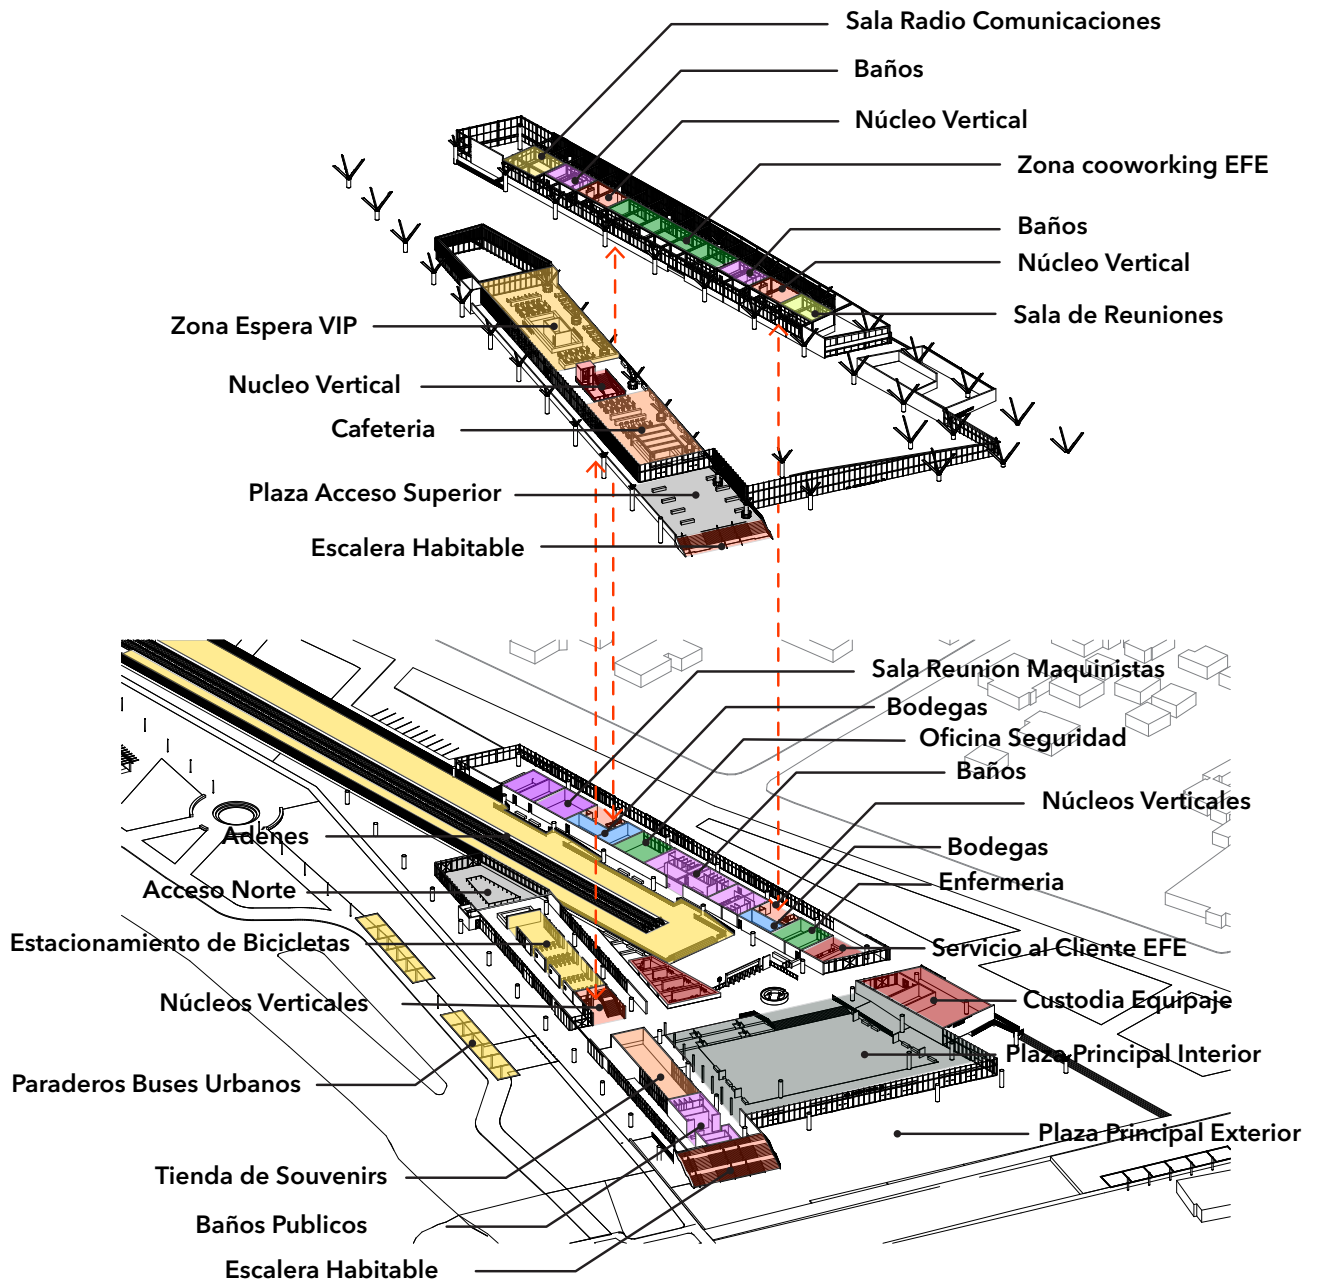 Sala Radio Comunicaciones
Baños
Núcleo Vertical
Zona cooworking EFE
Baños
Núcleo Vertical
Sala de Reuniones
Zona Espera VIP
Nucleo Vertical
Cafeteria
Plaza Acceso Superior
Escalera Habitable
Sala Reunion Maquinistas
Bodegas
Oficina Seguridad
Baños
Núcleos Verticales
Bodegas
Enfermeria
Servicio al Cliente EFE
Custodia Equipaje
Plaza Principal Interior
Plaza Principal Exterior
Adénes
Acceso Norte
Estacionamiento de Bicicletas
Núcleos Verticales
Paraderos Buses Urbanos
Tienda de Souvenirs
Baños Publicos
Escalera Habitable